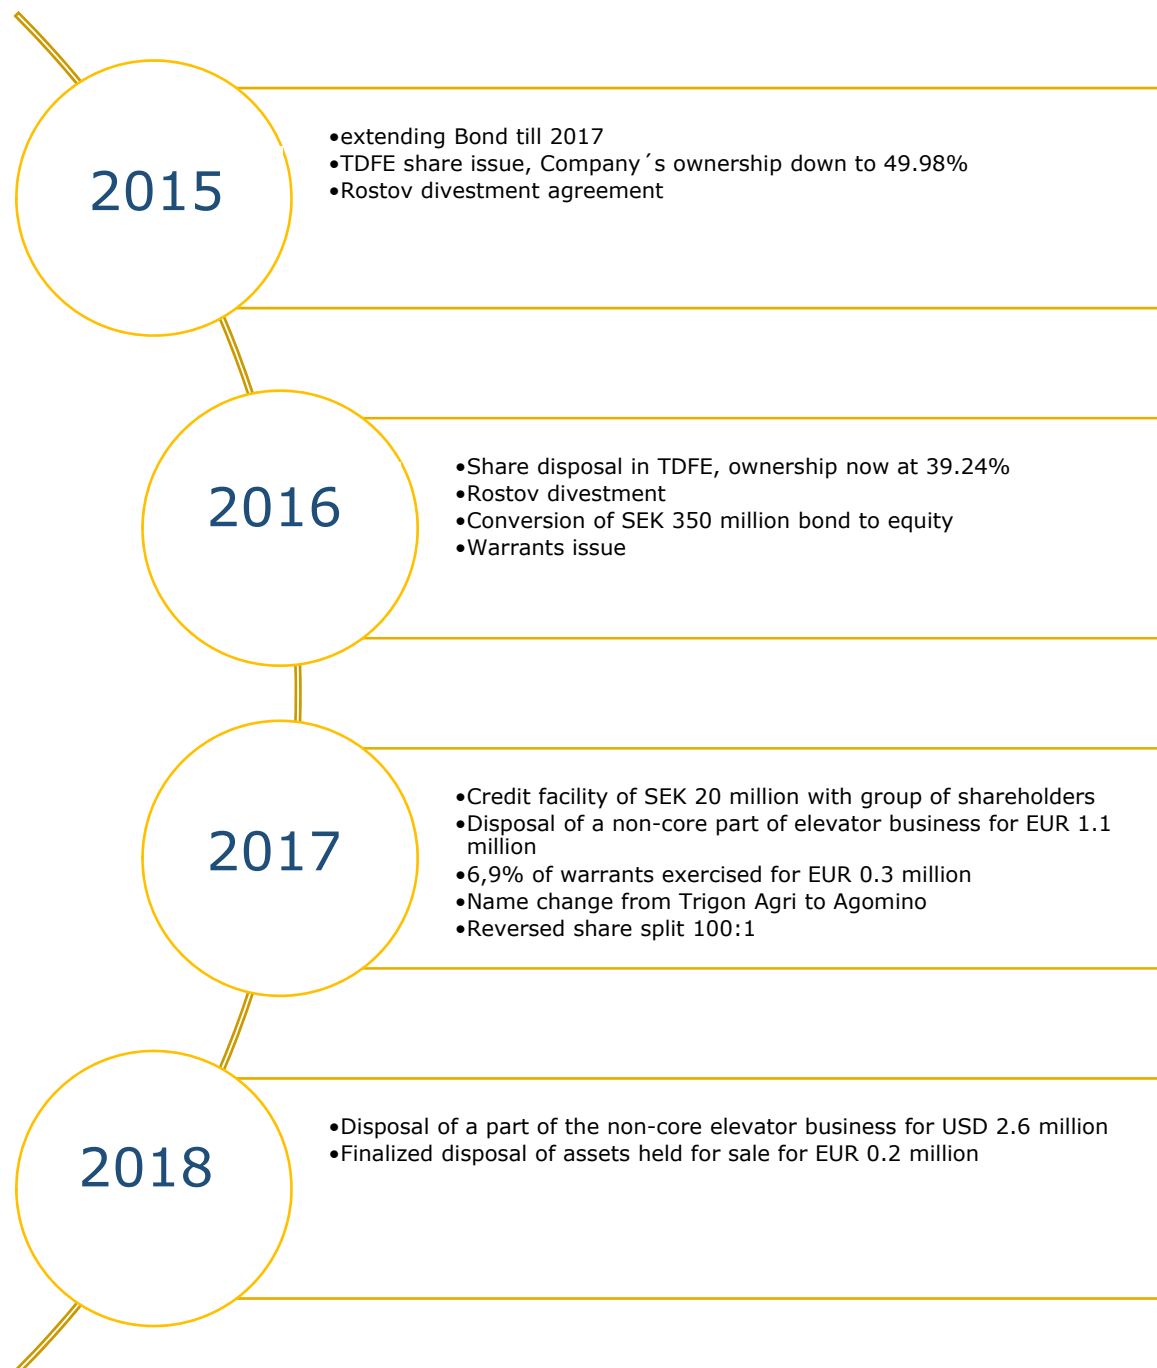 2015
•extending Bond till 2017
•TDFE share issue, Company´s ownership down to 49.98%
•Rostov divestment agreement
2016
•Share disposal in TDFE, ownership now at 39.24%
•Rostov divestment
•Conversion of SEK 350 million bond to equity
•Warrants issue
2017
•Credit facility of SEK 20 million with group of shareholders
•Disposal of a non-core part of elevator business for EUR 1.1
million
•6,9% of warrants exercised for EUR 0.3 million
•Name change from Trigon Agri to Agomino
•Reversed share split 100:1
2018
•Disposal of a part of the non-core elevator business for USD 2.6 million
•Finalized disposal of assets held for sale for EUR 0.2 million